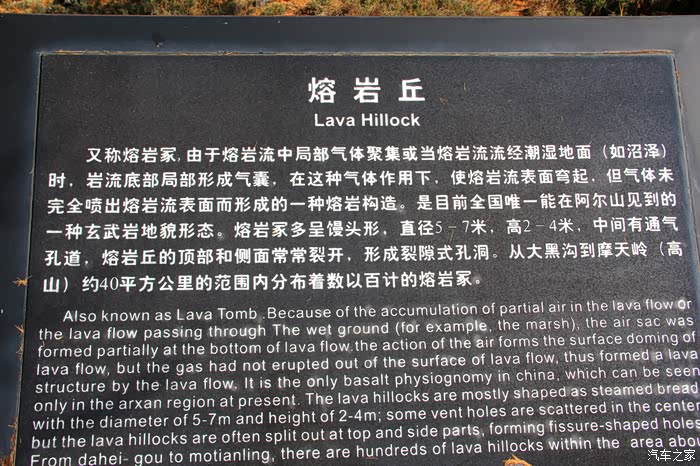 熔岩丘
Lava Hillock
又称熔岩冢,由于熔岩流中局部气体聚集或当熔岩流流经潮湿地面（如沼泽）
时，岩流底部局部形成气囊，在这种气体作用下，使熔岩流表面穹起，但气体未
完全喷出熔岩流表面而形成的一种熔岩构造。是目前全国唯一能在阿尔山见到的
一种玄武岩地貌形态。熔岩冢多呈馒头形，直径5－7米，高2－4米，中间有通气
孔道，熔岩丘的顶部和侧面常常裂开，形成裂隙式孔洞。从大黑沟到摩天岭（高
山）约40平方公里的范围内分布着数以百计的熔岩冢。
Also known as Lava Tomb .Because of the accumulation of partial air in the lava flow or
the lava flow passing through The wet ground (for example, the marsh), the air sac was
formed partially at the bottom of lava flow.the action of the air forms the surface doming of
lava flow, but the gas had not erupted out of the surface of lava flow, thus formed a lava
structure by the lava flow. It is the only basalt physiognomy in china, which can be seen
only in the arxan region at present. The lava hillocks are mostly shaped as steamed bread
with the diameter of 5-7m and height of 2-4m; some vent holes are scattered in the center
but the lava hillocks are often split out at top and side parts, forming fissure-shaped holes
From dahei- gou to motianling, there are hundreds of lava hillocks within the area abov
汽车之家